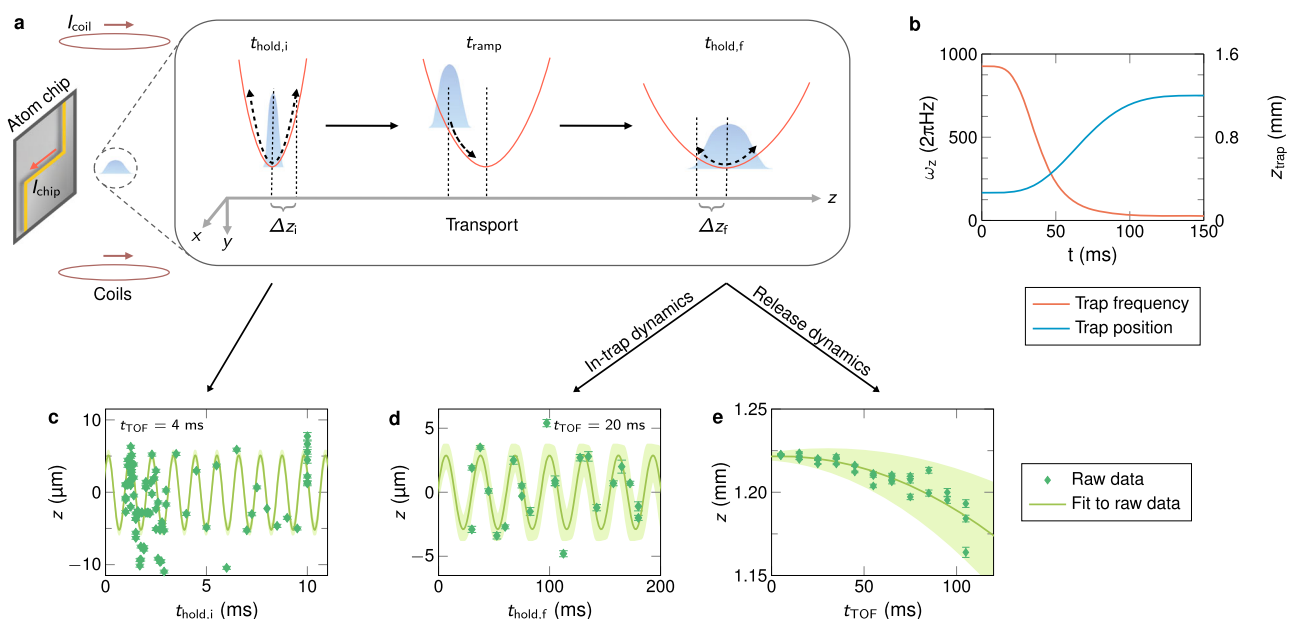 a
I_coil
Atom chip
I_chip
Coils
t_hold,i
t_ramp
t_hold,f
z
x
y
Δz_i
Transport
Δz_f
b
1000
500
0
ω_z (2πHz)
1.6
0.8
0
z_trap (mm)
0
50
100
150
t (ms)
Trap frequency
Trap position
In-trap dynamics
Release dynamics
c
t_TOF = 4 ms
10
0
−10
z (μm)
0
5
10
t_hold,i (ms)
d
t_TOF = 20 ms
5
0
−5
z (μm)
0
100
200
t_hold,f (ms)
e
1.25
1.20
1.15
z (mm)
0
50
100
t_TOF (ms)
Raw data
Fit to raw data